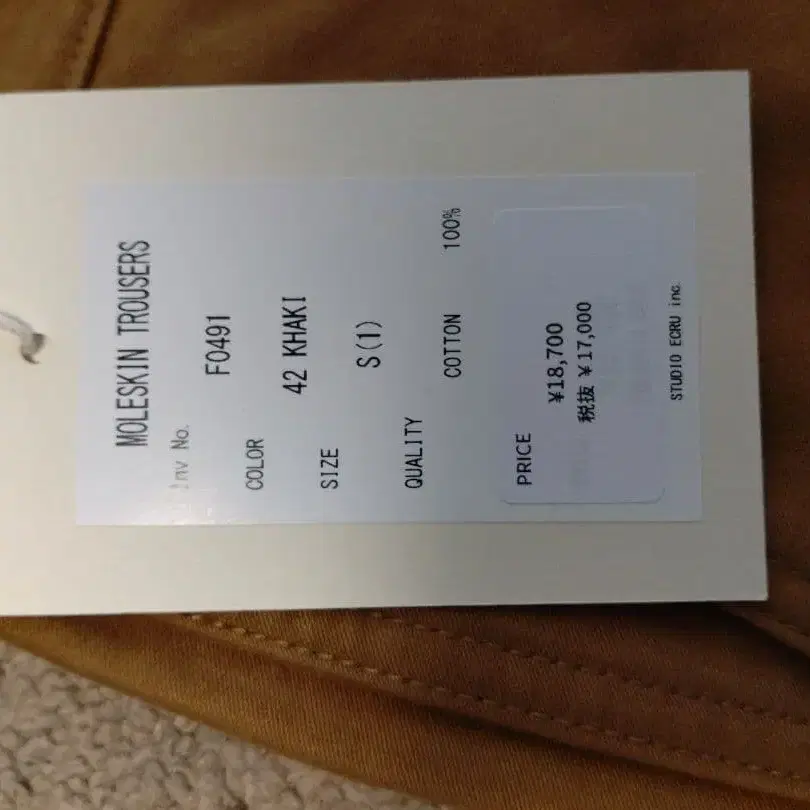 MOLESKIN TROUSERS
Inv No.
F0491
COLOR
42 KHAKI
SIZE
S(1)
QUALITY
COTTON 100%
PRICE
¥18,700
税抜 ¥17,000
STUDIO ECRU inc.